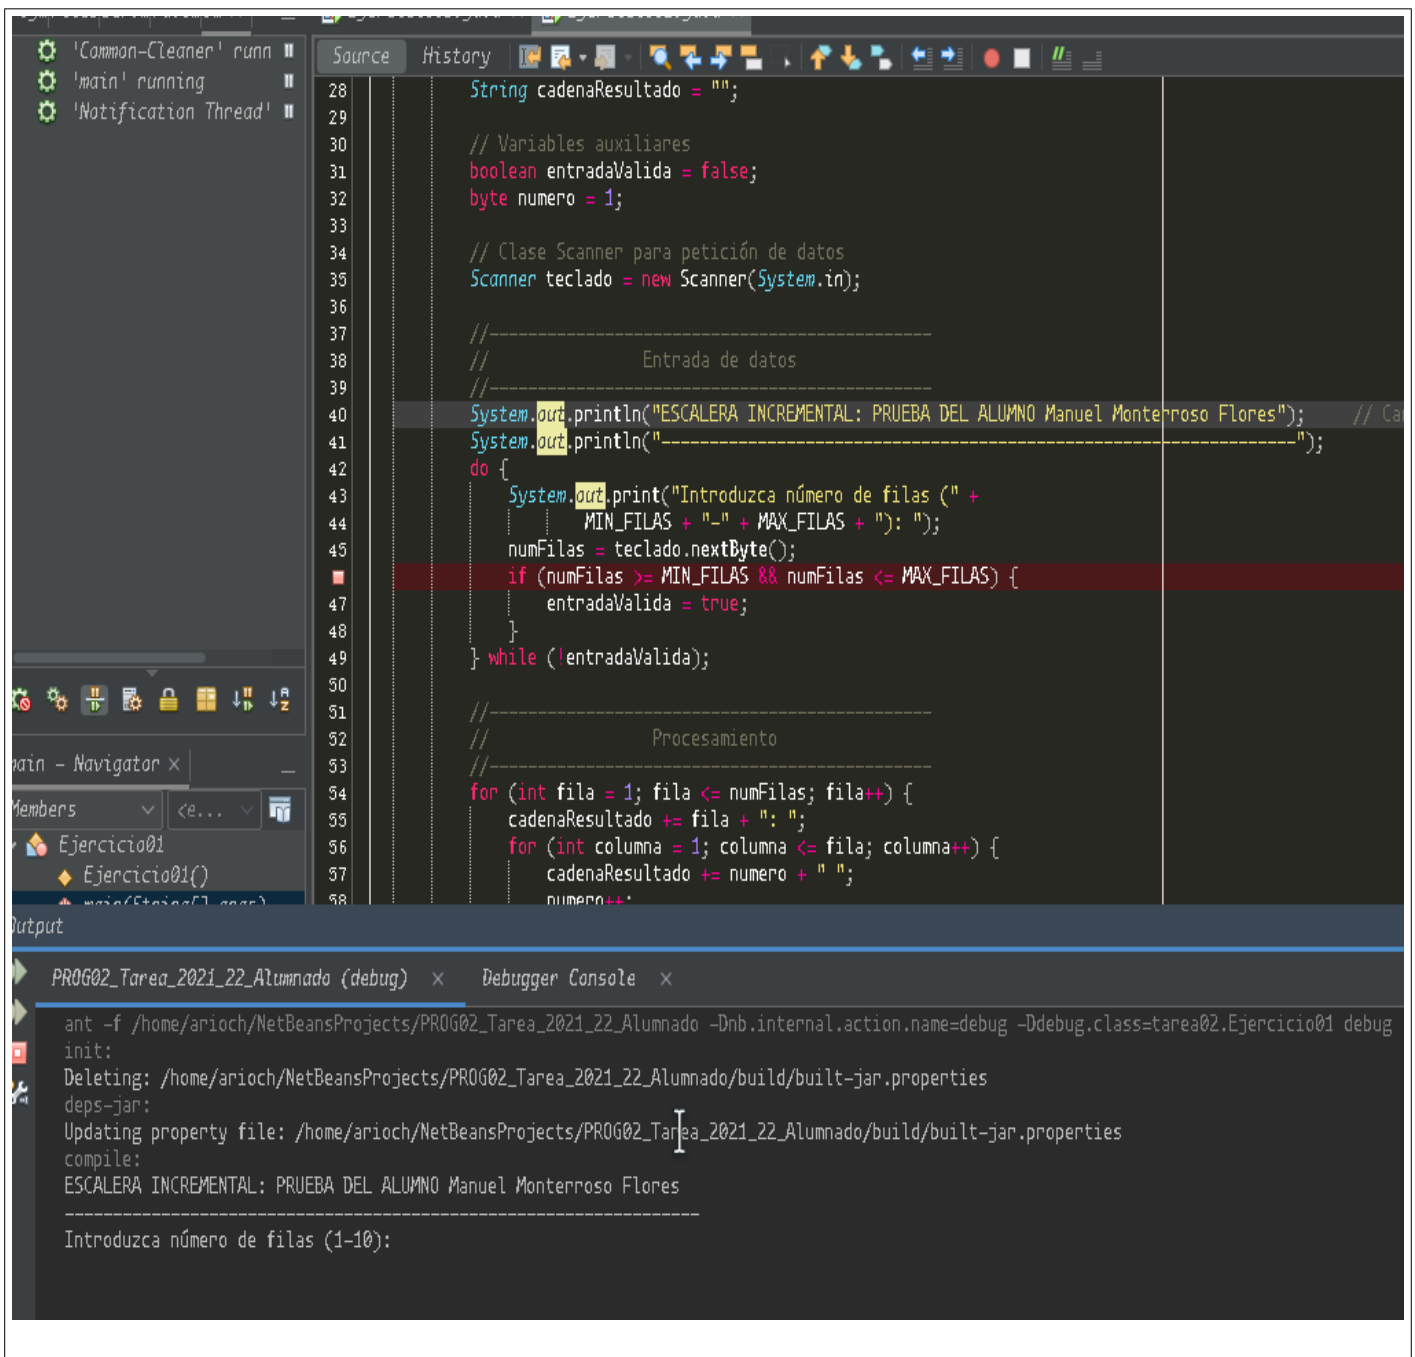 'Common-Cleaner' runn
'main' running
'Notification Thread'
Source History
28 String cadenaResultado = "";
29
30 // Variables auxiliares
31 boolean entradaValida = false;
32 byte numero = 1;
33
34 // Clase Scanner para petición de datos
35 Scanner teclado = new Scanner(System.in);
36
37 //----------------------------------------------
38 // Entrada de datos
39 //----------------------------------------------
40 System.out.println("ESCALERA INCREMENTAL: PRUEBA DEL ALUMNO Manuel Monterroso Flores"); // Ca
41 System.out.println("------------------------------------------------------------------");
42 do {
43 System.out.print("Introduzca número de filas (" +
44 MIN_FILAS + "-" + MAX_FILAS + "): ");
45 numFilas = teclado.nextByte();
if (numFilas >= MIN_FILAS && numFilas <= MAX_FILAS) {
47 entradaValida = true;
48 }
49 } while (!entradaValida);
50
51 //----------------------------------------------
52 // Procesamiento
53 //----------------------------------------------
54 for (int fila = 1; fila <= numFilas; fila++) {
55 cadenaResultado += fila + ": ";
56 for (int columna = 1; columna <= fila; columna++) {
57 cadenaResultado += numero + " ";
58 numero++;
main - Navigator
Members <e...
Ejercicio01
Ejercicio01()
main(String[] args)
Output
PROG02_Tarea_2021_22_Alumnado (debug) × Debugger Console ×
ant -f /home/arioch/NetBeansProjects/PROG02_Tarea_2021_22_Alumnado -Dnb.internal.action.name=debug -Ddebug.class=tarea02.Ejercicio01 debug
init:
Deleting: /home/arioch/NetBeansProjects/PROG02_Tarea_2021_22_Alumnado/build/built-jar.properties
deps-jar:
Updating property file: /home/arioch/NetBeansProjects/PROG02_Tarea_2021_22_Alumnado/build/built-jar.properties
compile:
ESCALERA INCREMENTAL: PRUEBA DEL ALUMNO Manuel Monterroso Flores
------------------------------------------------------------------
Introduzca número de filas (1-10):